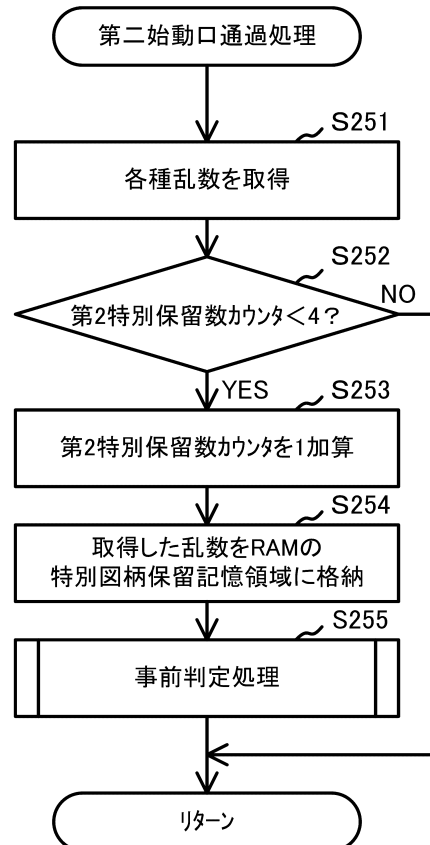 第二始動口通過処理
S251
各種乱数を取得
S252
第2特別保留数カウンタ＜4？
NO
YES
S253
第2特別保留数カウンタを1加算
S254
取得した乱数をRAMの
特別図柄保留記憶領域に格納
S255
事前判定処理
リターン